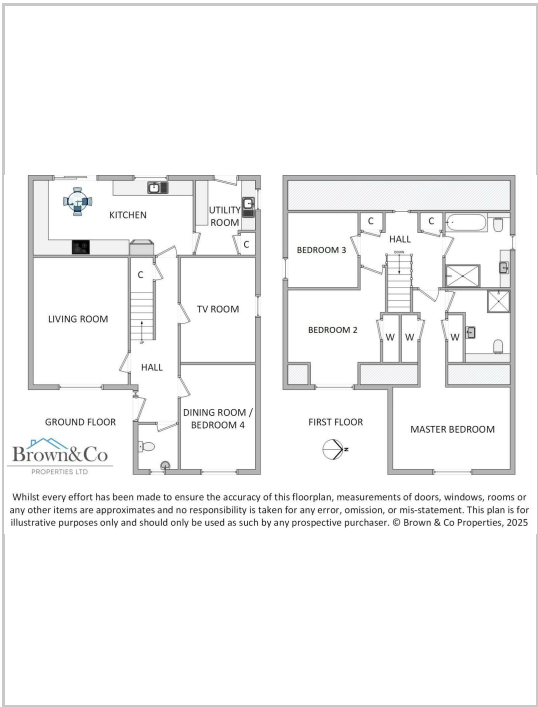 KITCHEN
UTILITY
ROOM
C
C
LIVING ROOM
TV ROOM
HALL
DINING ROOM /
BEDROOM 4
GROUND FLOOR
Brown&Co
PROPERTIES LTD
C
C
HALL
BEDROOM 3
DOWN
BEDROOM 2
W
W
W
FIRST FLOOR
MASTER BEDROOM
N
Whilst every effort has been made to ensure the accuracy of this floorplan, measurements of doors, windows, rooms or
any other items are approximates and no responsibility is taken for any error, omission, or mis-statement. This plan is for
illustrative purposes only and should only be used as such by any prospective purchaser. © Brown & Co Properties, 2025